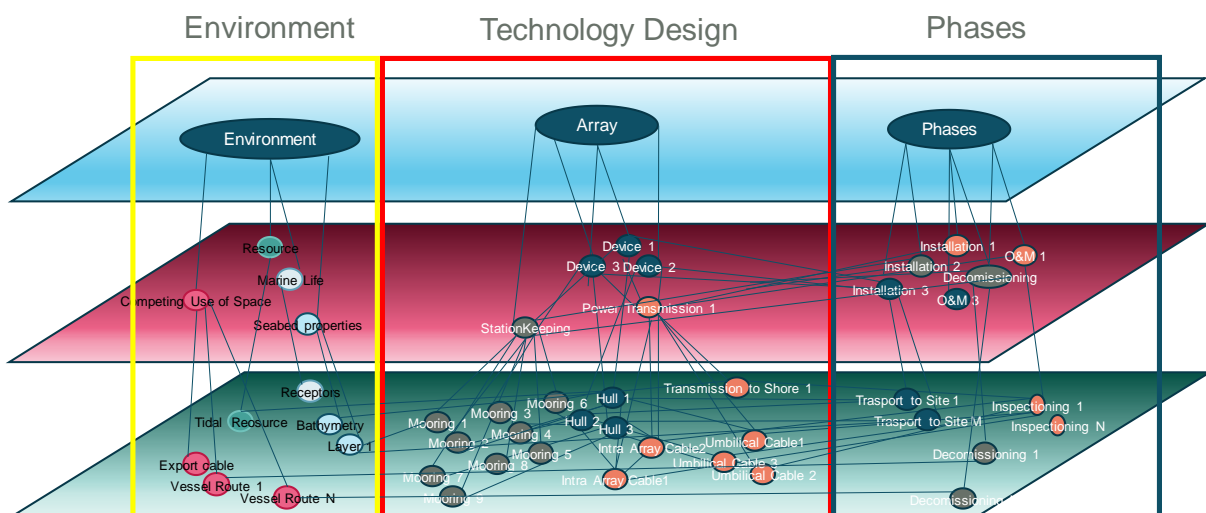 Environment
Technology Design
Phases
Environment
Array
Phases
Resource
Marine Life
Competing Use of Space
Seabed properties
Device 1
Device 3
Device 2
Power Transmission 1
StationKeeping
Installation 1
O&M 1
installation 2
Decomissioning
Installation 3
O&M 3
Receptors
Tidal Resource
Bathymetry
Layer 1
Export cable
Vessel Route 1
Vessel Route N
Transmission to Shore 1
Hull 1
Mooring 6
Mooring 3
Mooring 1
Hull 2
Hull 3
Mooring 4
Mooring 2
Mooring 5
Mooring 8
Mooring 7
Mooring 9
Intra Array Cable2
Umbilical Cable1
Umbilical Cable 3
Umbilical Cable 2
Intra Array Cable1
Trasport to Site 1
Trasport to Site M
Inspectioning 1
Inspectioning N
Decomissioning 1
Decomissioning